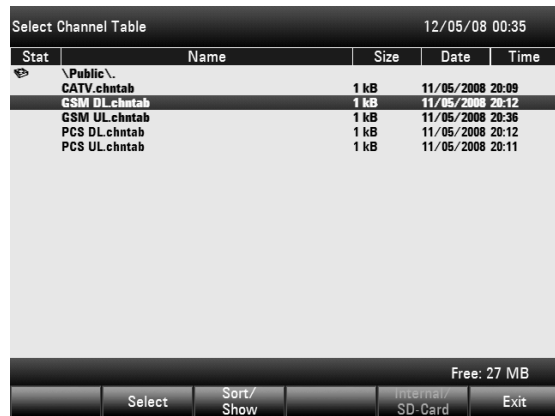 Select Channel Table 12/05/08 00:35
Stat Name Size Date Time
\Public\.
CATV.chntab 1 kB 11/05/2008 20:09
GSM DL.chntab 1 kB 11/05/2008 20:12
GSM UL.chntab 1 kB 11/05/2008 20:36
PCS DL.chntab 1 kB 11/05/2008 20:12
PCS UL.chntab 1 kB 11/05/2008 20:11
Free: 27 MB
Select Sort/ Show Internal/ SD-Card Exit